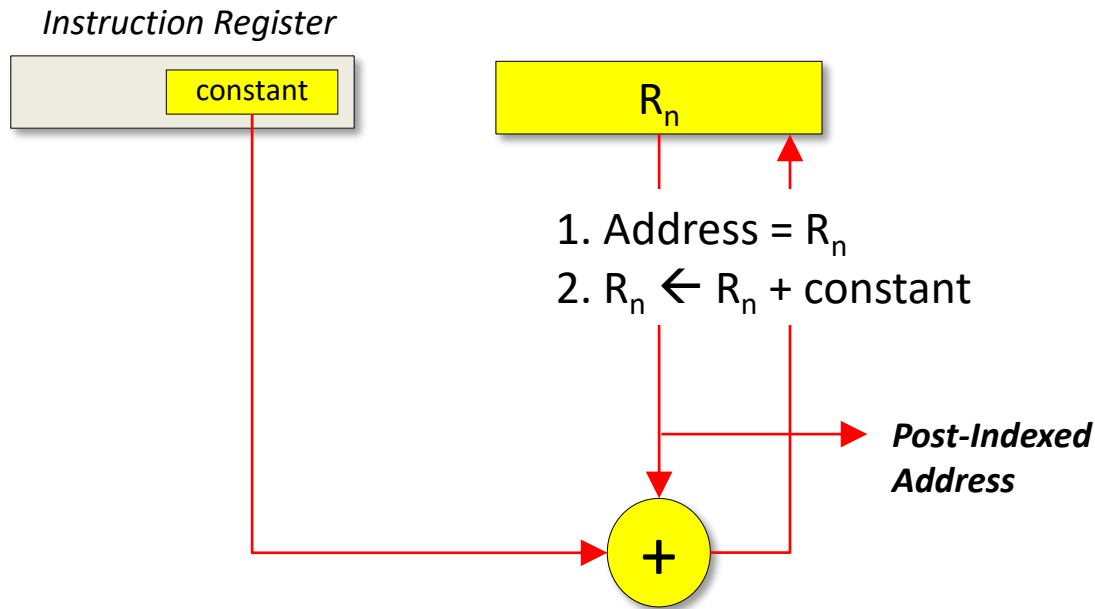 Instruction Register
constant
Rₙ
1. Address = Rₙ
2. Rₙ ← Rₙ + constant
Post-Indexed
Address
+